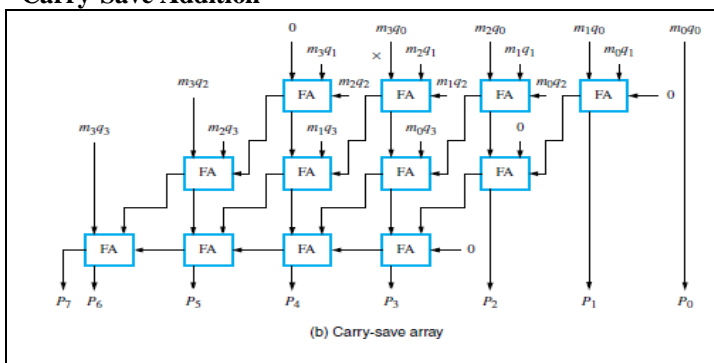 Carry-Save Addition
0 m3q0 m2q0 m1q0 m0q0
m3q1 × m2q1 m1q1 m0q1
m3q2 FA m2q2 FA m1q2 FA m0q2 FA 0
m3q3 m2q3 m1q3 m0q3 0
FA FA FA FA
FA FA FA FA 0
P7 P6 P5 P4 P3 P2 P1 P0
(b) Carry-save array